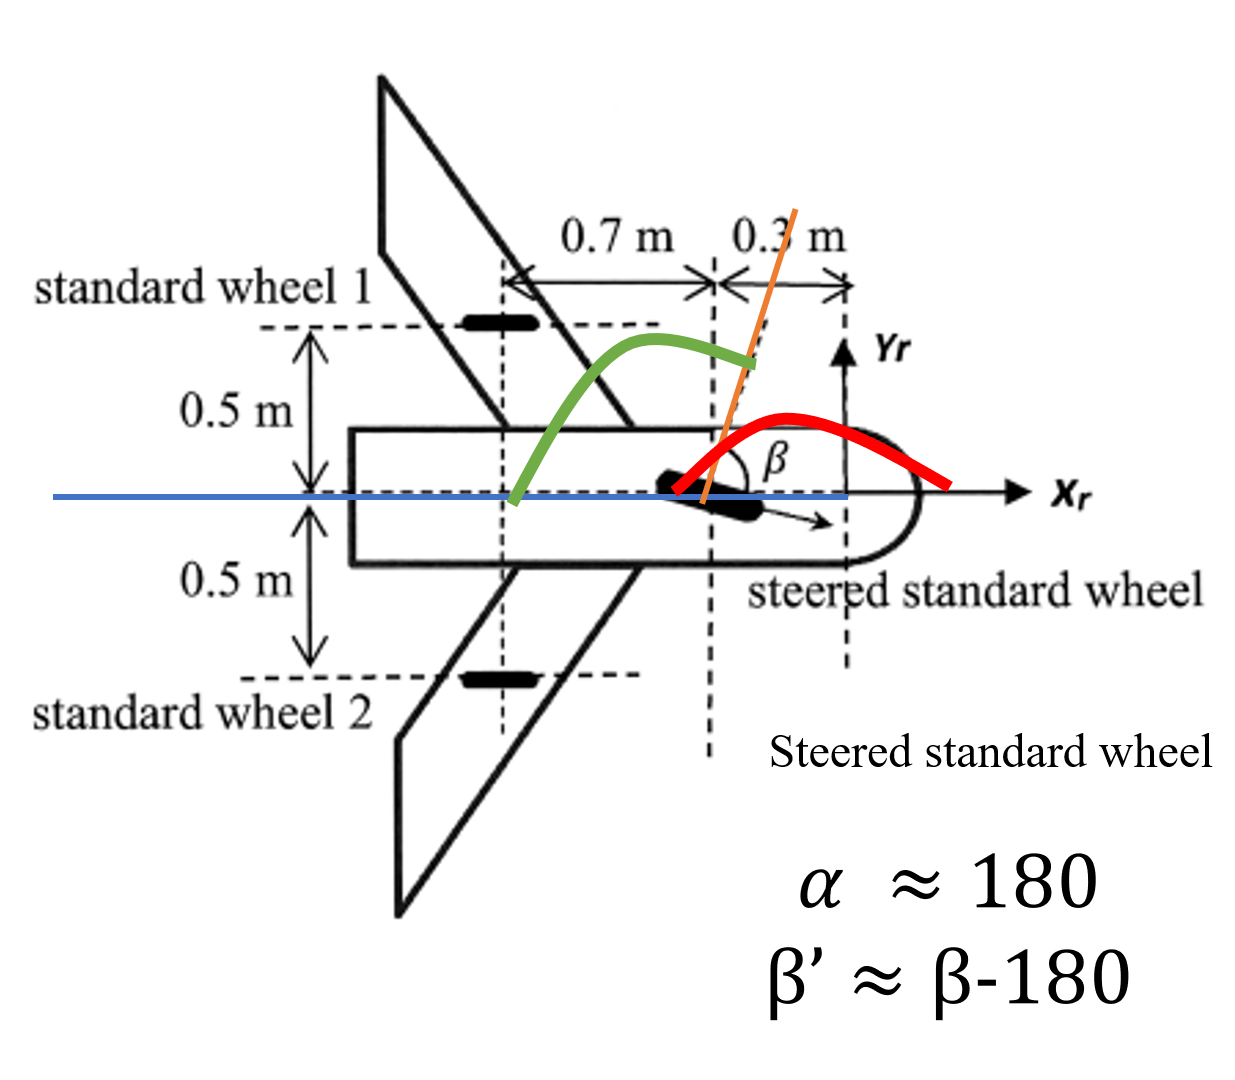 0.7 m
0.3 m
standard wheel 1
Yr
0.5 m
β
Xr
0.5 m
steered standard wheel
standard wheel 2
Steered standard wheel
α ≈ 180
β’ ≈ β-180